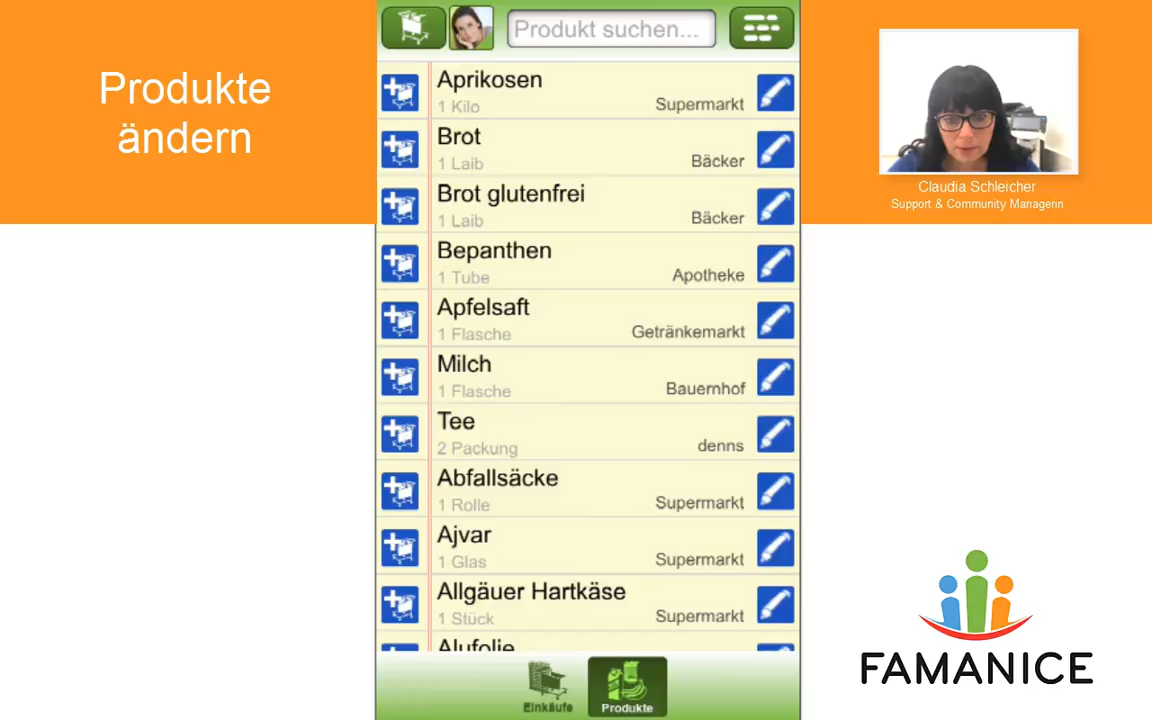 Produkte
ändern
Produkt suchen...
Aprikosen
1 Kilo
Supermarkt
Brot
1 Laib
Bäcker
Brot glutenfrei
1 Laib
Bäcker
Bepanthen
1 Tube
Apotheke
Apfelsaft
1 Flasche
Getränkemarkt
Milch
1 Flasche
Bauernhof
Tee
2 Packung
denns
Abfallsäcke
1 Rolle
Supermarkt
Ajvar
1 Glas
Supermarkt
Allgäuer Hartkäse
1 Stück
Supermarkt
Alufolie
Einkäufe
Produkte
Claudia Schleicher
Support & Community Managerin
FAMANICE